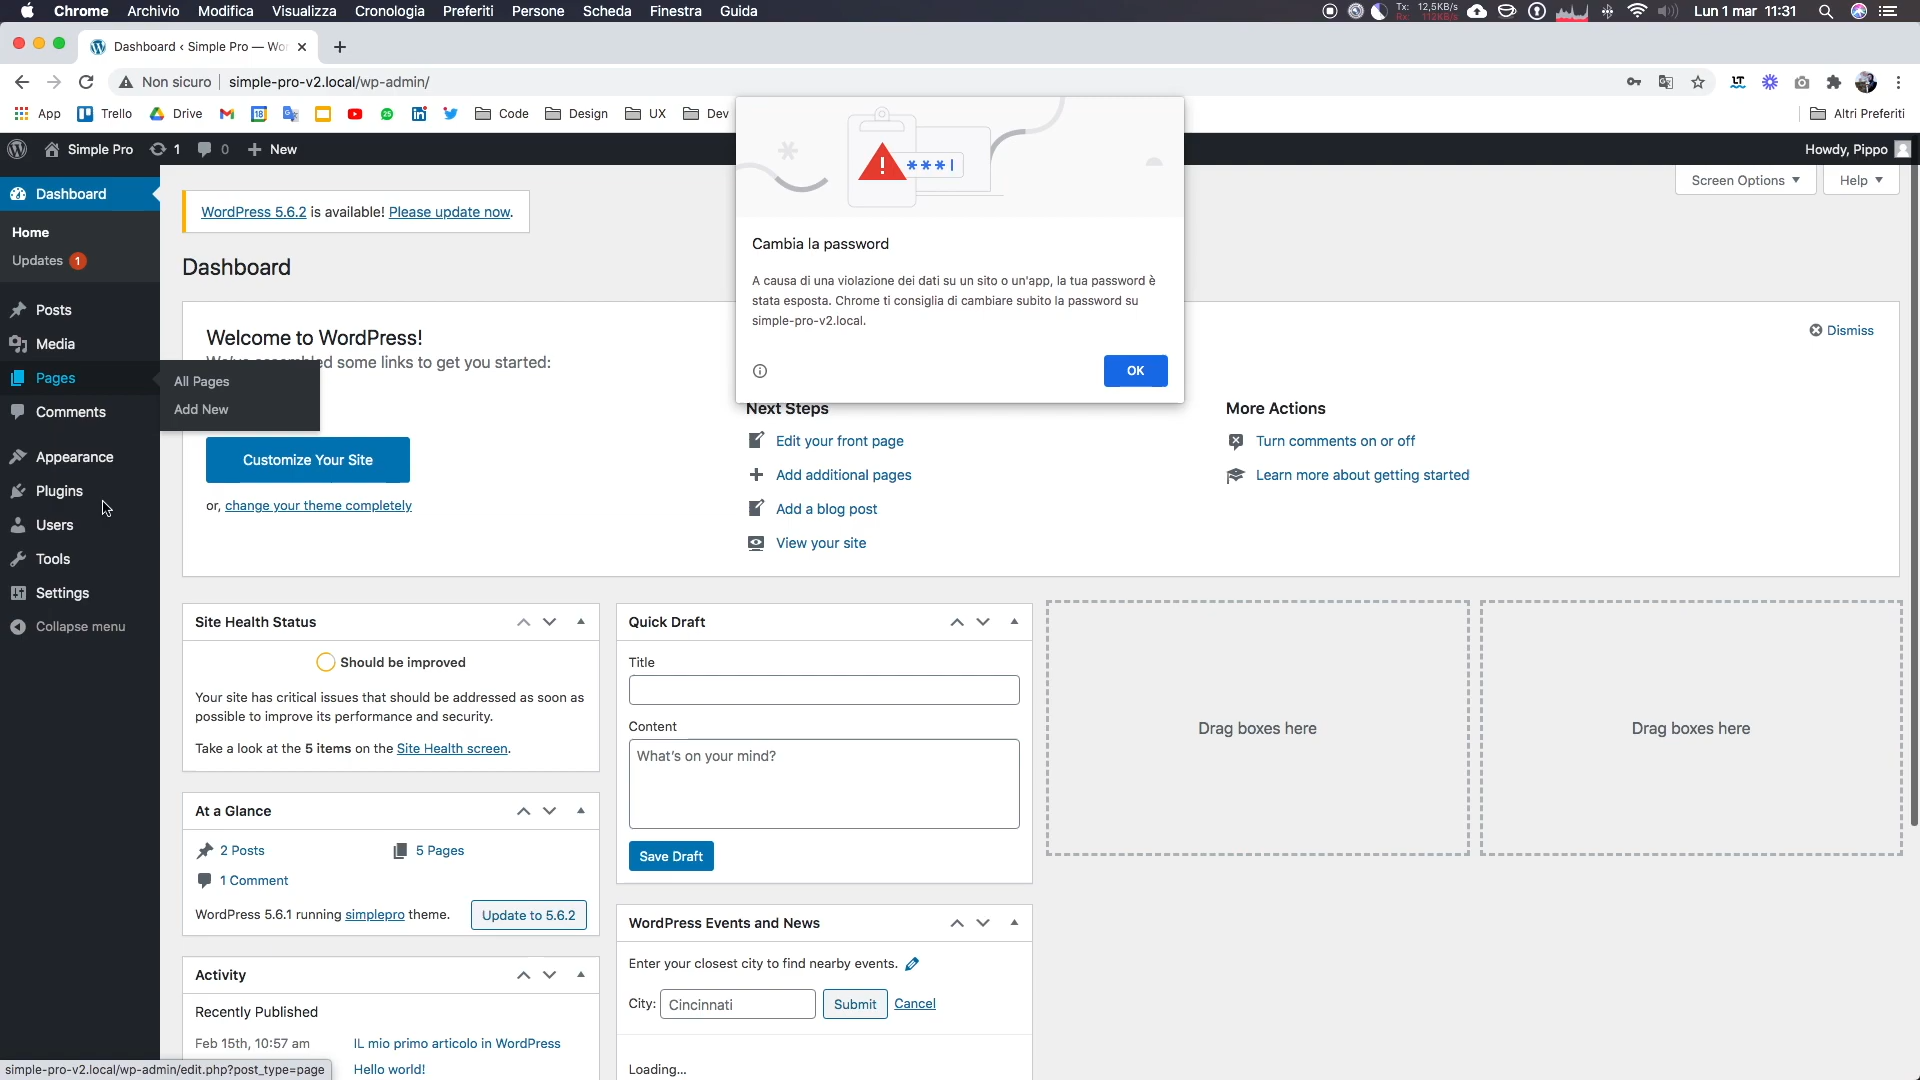 Chrome Archivio Modifica Visualizza Cronologia Preferiti Persone Scheda Finestra Guida
Tx: 12,5KB/s
Rx: 112KB/s
Lun 1 mar 11:31
Dashboard ‹ Simple Pro — Wor
Non sicuro simple-pro-v2.local/wp-admin/
App Trello Drive Code Design UX Dev Altri Preferiti
Simple Pro 1 0 New
Howdy, Pippo
Dashboard
Home
Updates 1
Posts
Media
Pages
Comments
Appearance
Plugins
Users
Tools
Settings
Collapse menu
All Pages
Add New
Screen Options Help
WordPress 5.6.2 is available! Please update now.
Dashboard
Cambia la password
A causa di una violazione dei dati su un sito o un'app, la tua password è
stata esposta. Chrome ti consiglia di cambiare subito la password su
simple-pro-v2.local.
OK
Welcome to WordPress!
some links to get you started:
Dismiss
Customize Your Site
or, change your theme completely
Next Steps
Edit your front page
Add additional pages
Add a blog post
View your site
More Actions
Turn comments on or off
Learn more about getting started
Site Health Status
Should be improved
Your site has critical issues that should be addressed as soon as
possible to improve its performance and security.
Take a look at the 5 items on the Site Health screen.
At a Glance
2 Posts 5 Pages
1 Comment
WordPress 5.6.1 running simplepro theme. Update to 5.6.2
Activity
Recently Published
Feb 15th, 10:57 am IL mio primo articolo in WordPress
Hello world!
Quick Draft
Title
Content
What's on your mind?
Save Draft
WordPress Events and News
Enter your closest city to find nearby events.
City: Cincinnati Submit Cancel
Loading...
Drag boxes here
Drag boxes here
simple-pro-v2.local/wp-admin/edit.php?post_type=page